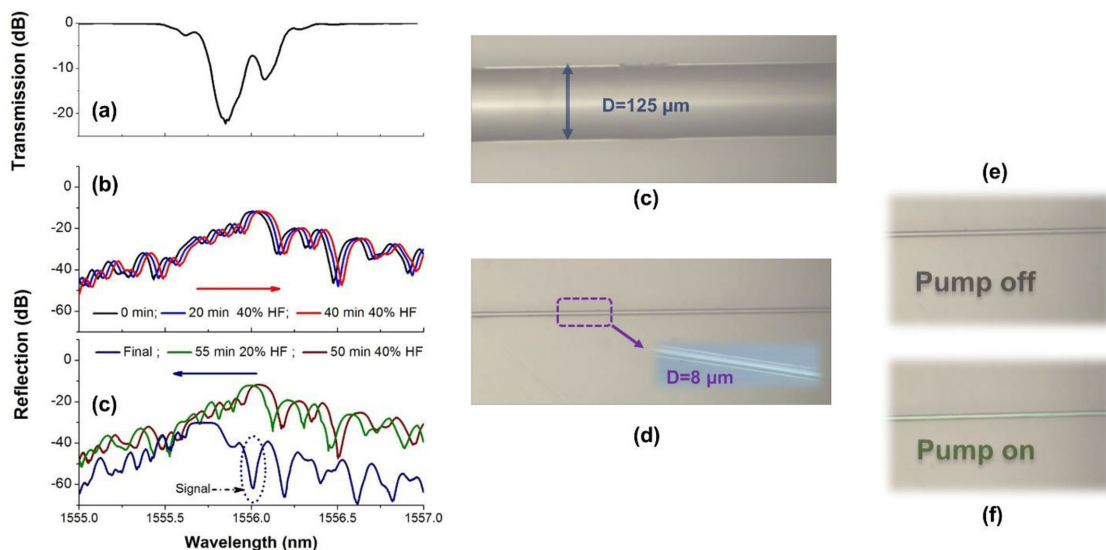 (a)
Transmission (dB)
0
-10
-20
(b)
0
-20
-40
-60
0 min; 20 min 40% HF; 40 min 40% HF
Reflection (dB)
Final ; 55 min 20% HF ; 50 min 40% HF
0
(c)
-20
-40
-60
Signal
1555.0 1555.5 1556.0 1556.5 1557.0
Wavelength (nm)
D=125 µm
(c)
D=8 µm
(d)
(e)
Pump off
Pump on
(f)